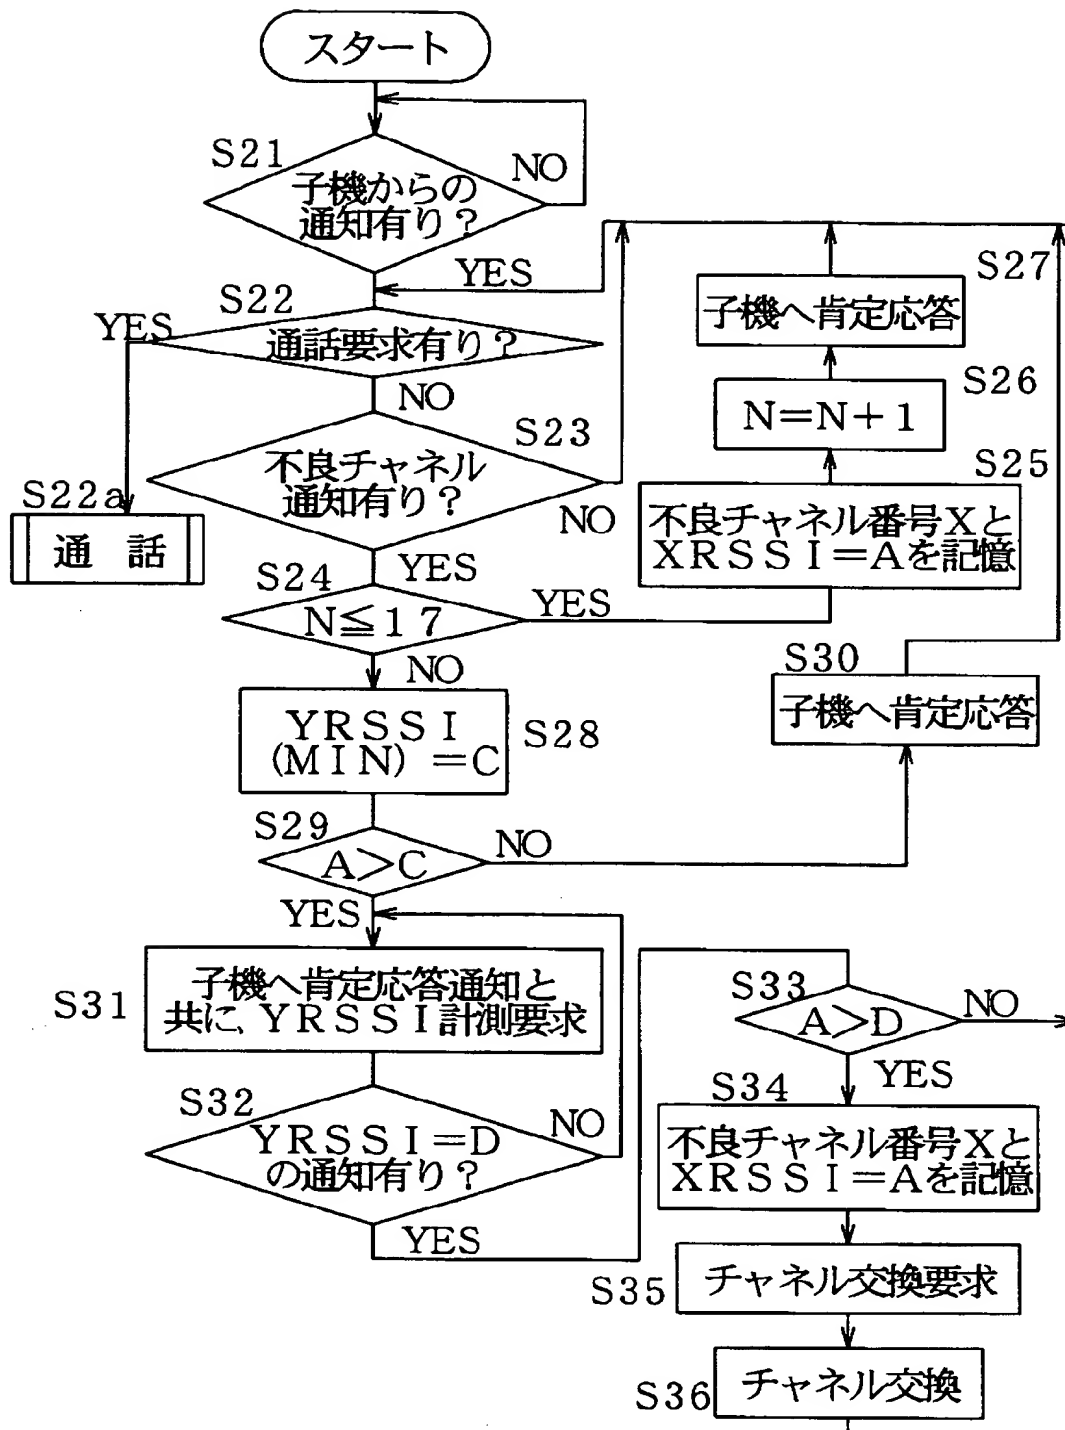 スタート
S21
子機からの
通知有り？
NO
YES
S22
通話要求有り？
YES
NO
S22a
通 話
S23
不良チャネル
通知有り？
NO
YES
S24
N≦17
YES
NO
S25
不良チャネル番号Xと
XRSSI＝Aを記憶
S26
N＝N＋1
S27
子機へ肯定応答
S28
YRSSI
(MIN)＝C
S29
A＞C
NO
YES
S30
子機へ肯定応答
S31
子機へ肯定応答通知と
共に、YRSSI計測要求
S32
YRSSI＝D
の通知有り？
NO
YES
S33
A＞D
NO
YES
S34
不良チャネル番号Xと
XRSSI＝Aを記憶
S35
チャネル交換要求
S36
チャネル交換